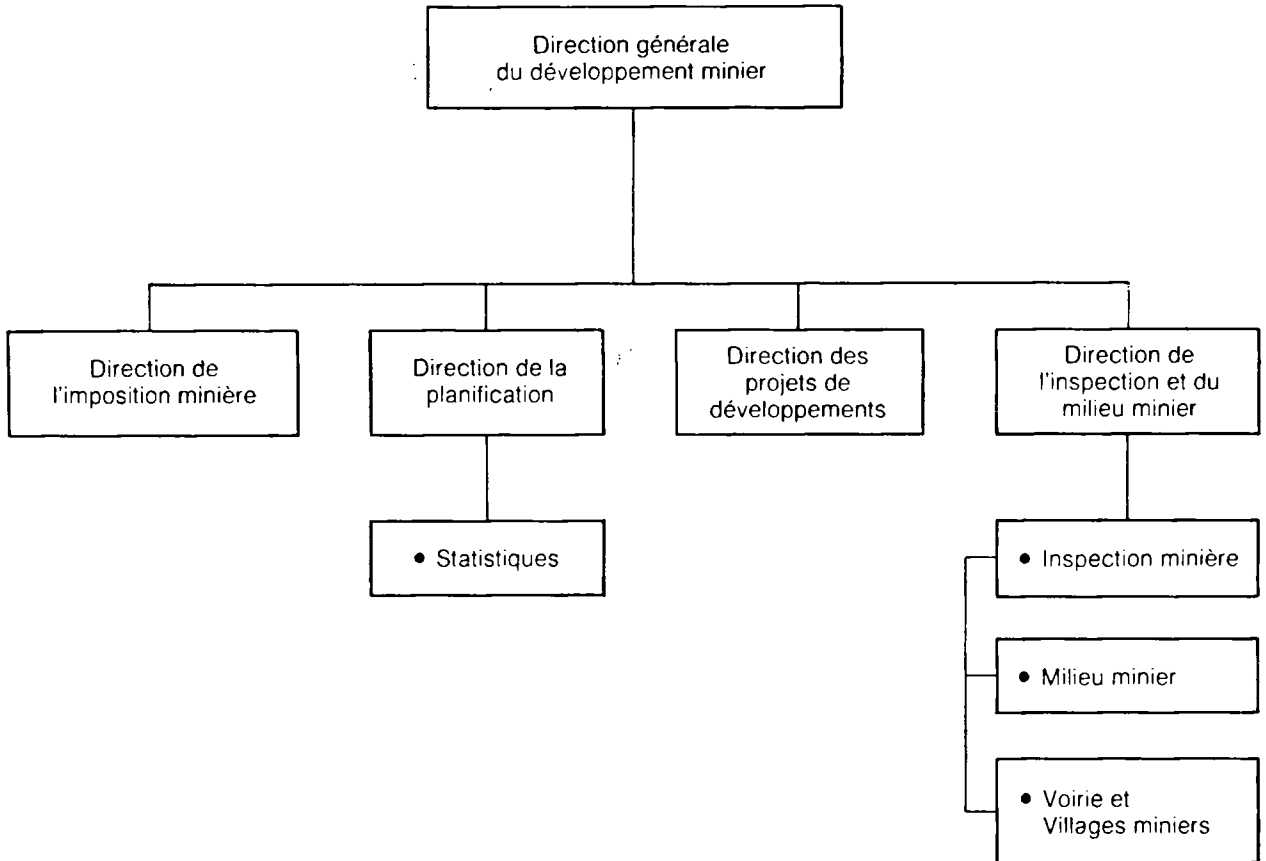 Direction générale
du développement minier
Direction de
l'imposition minière
Direction de la
planification
Direction des
projets de
développements
Direction de
l'inspection et du
milieu minier
• Statistiques
• Inspection minière
• Milieu minier
• Voirie et
Villages miniers